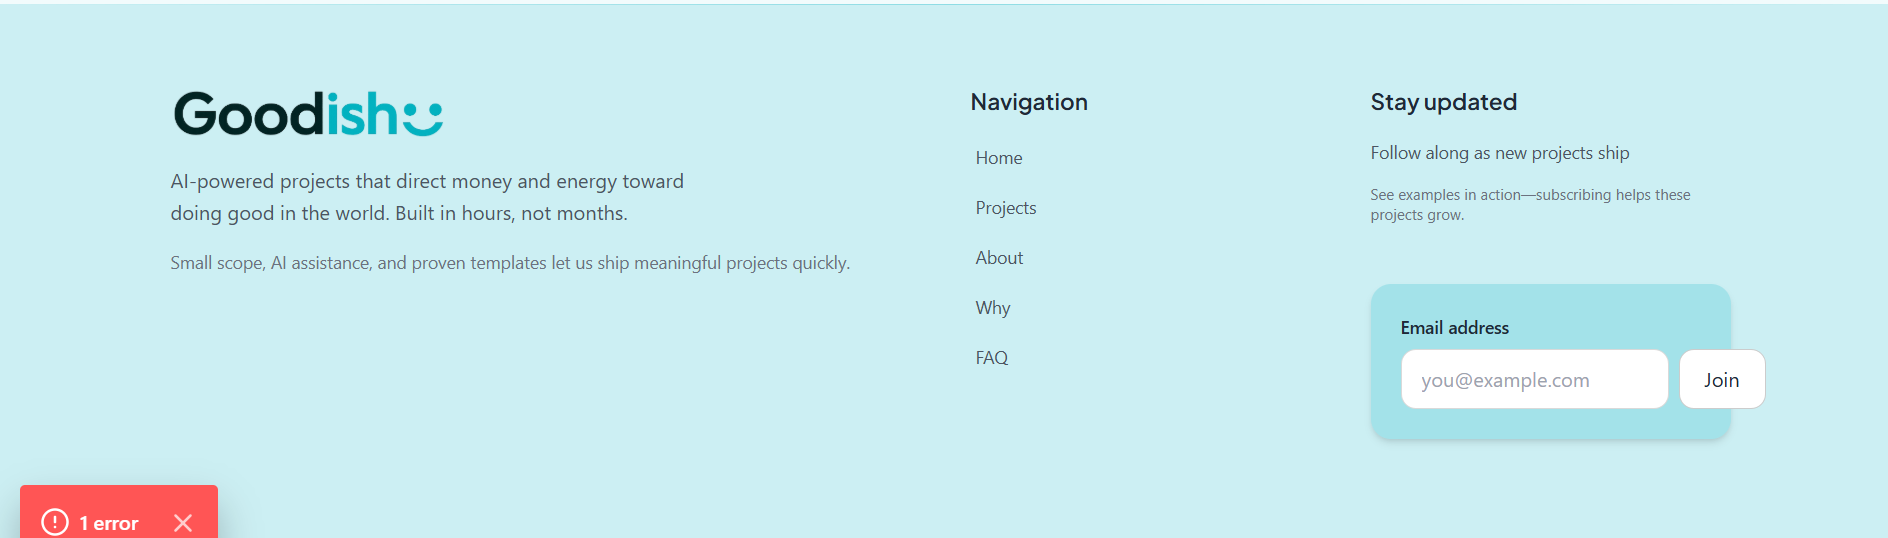 Goodish
AI-powered projects that direct money and energy toward
doing good in the world. Built in hours, not months.
Small scope, AI assistance, and proven templates let us ship meaningful projects quickly.
Navigation
Home
Projects
About
Why
FAQ
Stay updated
Follow along as new projects ship
See examples in action—subscribing helps these
projects grow.
Email address
you@example.com
Join
1 error